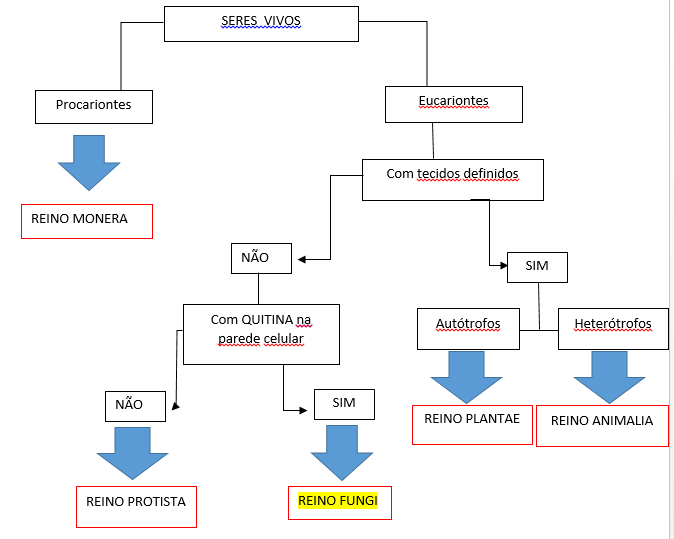 SERES VIVOS
Procariontes
Eucariontes
Com tecidos definidos
REINO MONERA
NÃO
SIM
Com QUITINA na
parede celular
Autótrofos
Heterótrofos
NÃO
SIM
REINO PLANTAE
REINO ANIMALIA
REINO PROTISTA
REINO FUNGI